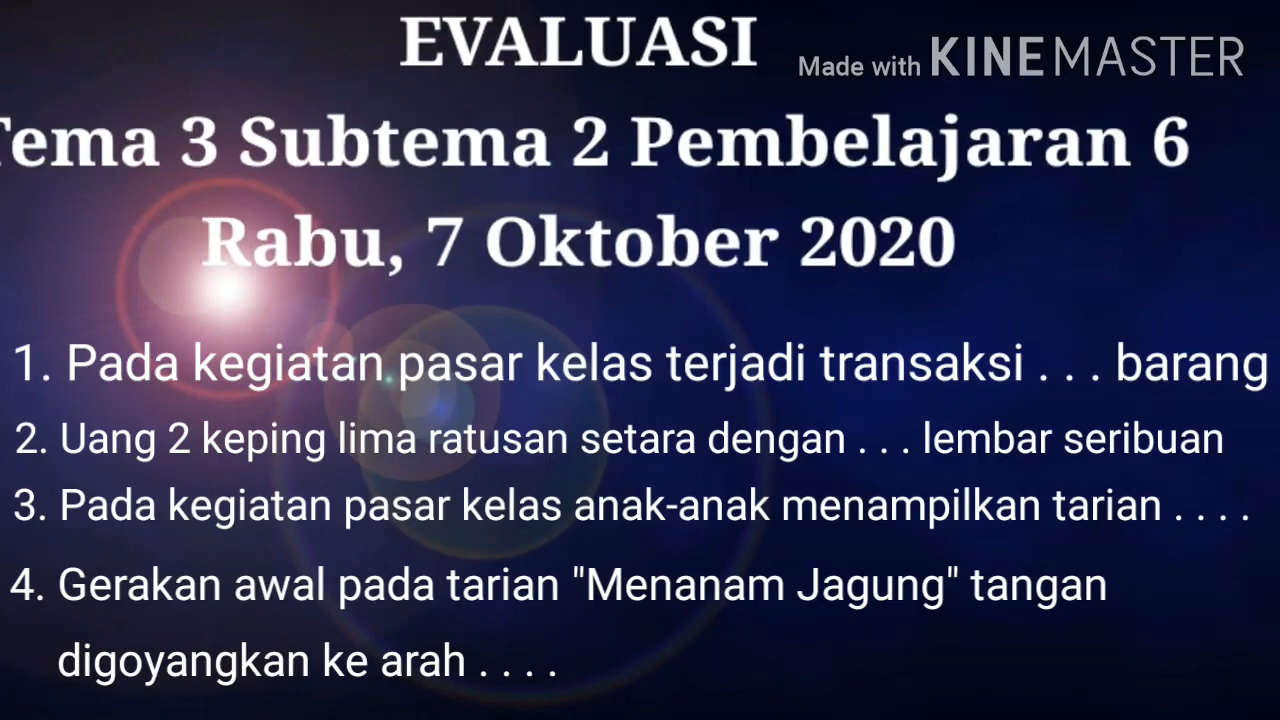 EVALUASI
Made with KINEMASTER
Tema 3 Subtema 2 Pembelajaran 6
Rabu, 7 Oktober 2020
1. Pada kegiatan pasar kelas terjadi transaksi . . . barang
2. Uang 2 keping lima ratusan setara dengan . . . lembar seribuan
3. Pada kegiatan pasar kelas anak-anak menampilkan tarian . . . .
4. Gerakan awal pada tarian "Menanam Jagung" tangan
digoyangkan ke arah . . . .